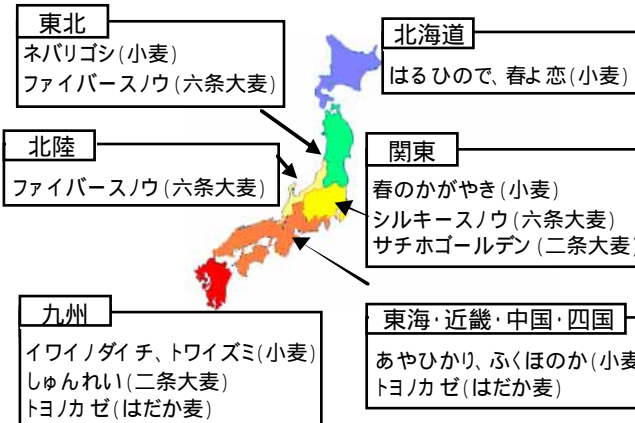 東北
ネバリゴシ(小麦)
ファイバースノウ(六条大麦)
北海道
はるひので、春よ恋(小麦)
北陸
ファイバースノウ(六条大麦)
関東
春のかがやき(小麦)
シルキースノウ(六条大麦)
サチホゴールデン(二条大麦)
九州
イワイノダイチ、トワイズミ(小麦)
しゅんれい(二条大麦)
トヨノカゼ(はだか麦)
東海・近畿・中国・四国
あやひかり、ふくほのか(小麦
トヨノカゼ(はだか麦)